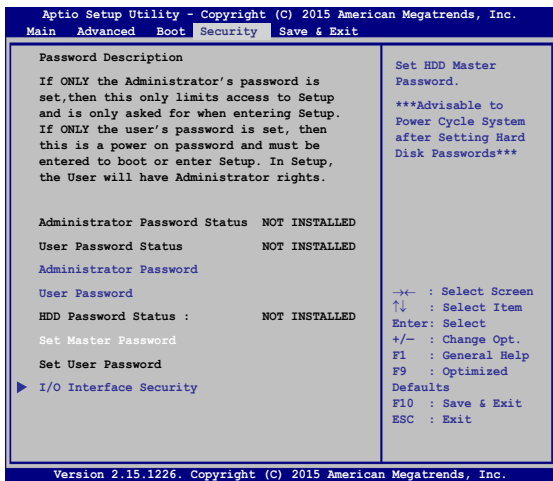 Aptio Setup Utility - Copyright (C) 2015 American Megatrends, Inc.
Main Advanced Boot Security Save & Exit
Password Description
If ONLY the Administrator's password is
set,then this only limits access to Setup
and is only asked for when entering Setup.
If ONLY the user's password is set, then
this is a power on password and must be
entered to boot or enter Setup. In Setup,
the User will have Administrator rights.
Administrator Password Status NOT INSTALLED
User Password Status NOT INSTALLED
Administrator Password
User Password
HDD Password Status : NOT INSTALLED
Set Master Password
Set User Password
I/O Interface Security
Set HDD Master
Password.
***Advisable to
Power Cycle System
after Setting Hard
Disk Passwords***
→← : Select Screen
↑↓ : Select Item
Enter: Select
+/— : Change Opt.
F1 : General Help
F9 : Optimized
Defaults
F10 : Save & Exit
ESC : Exit
Version 2.15.1226. Copyright (C) 2015 American Megatrends, Inc.